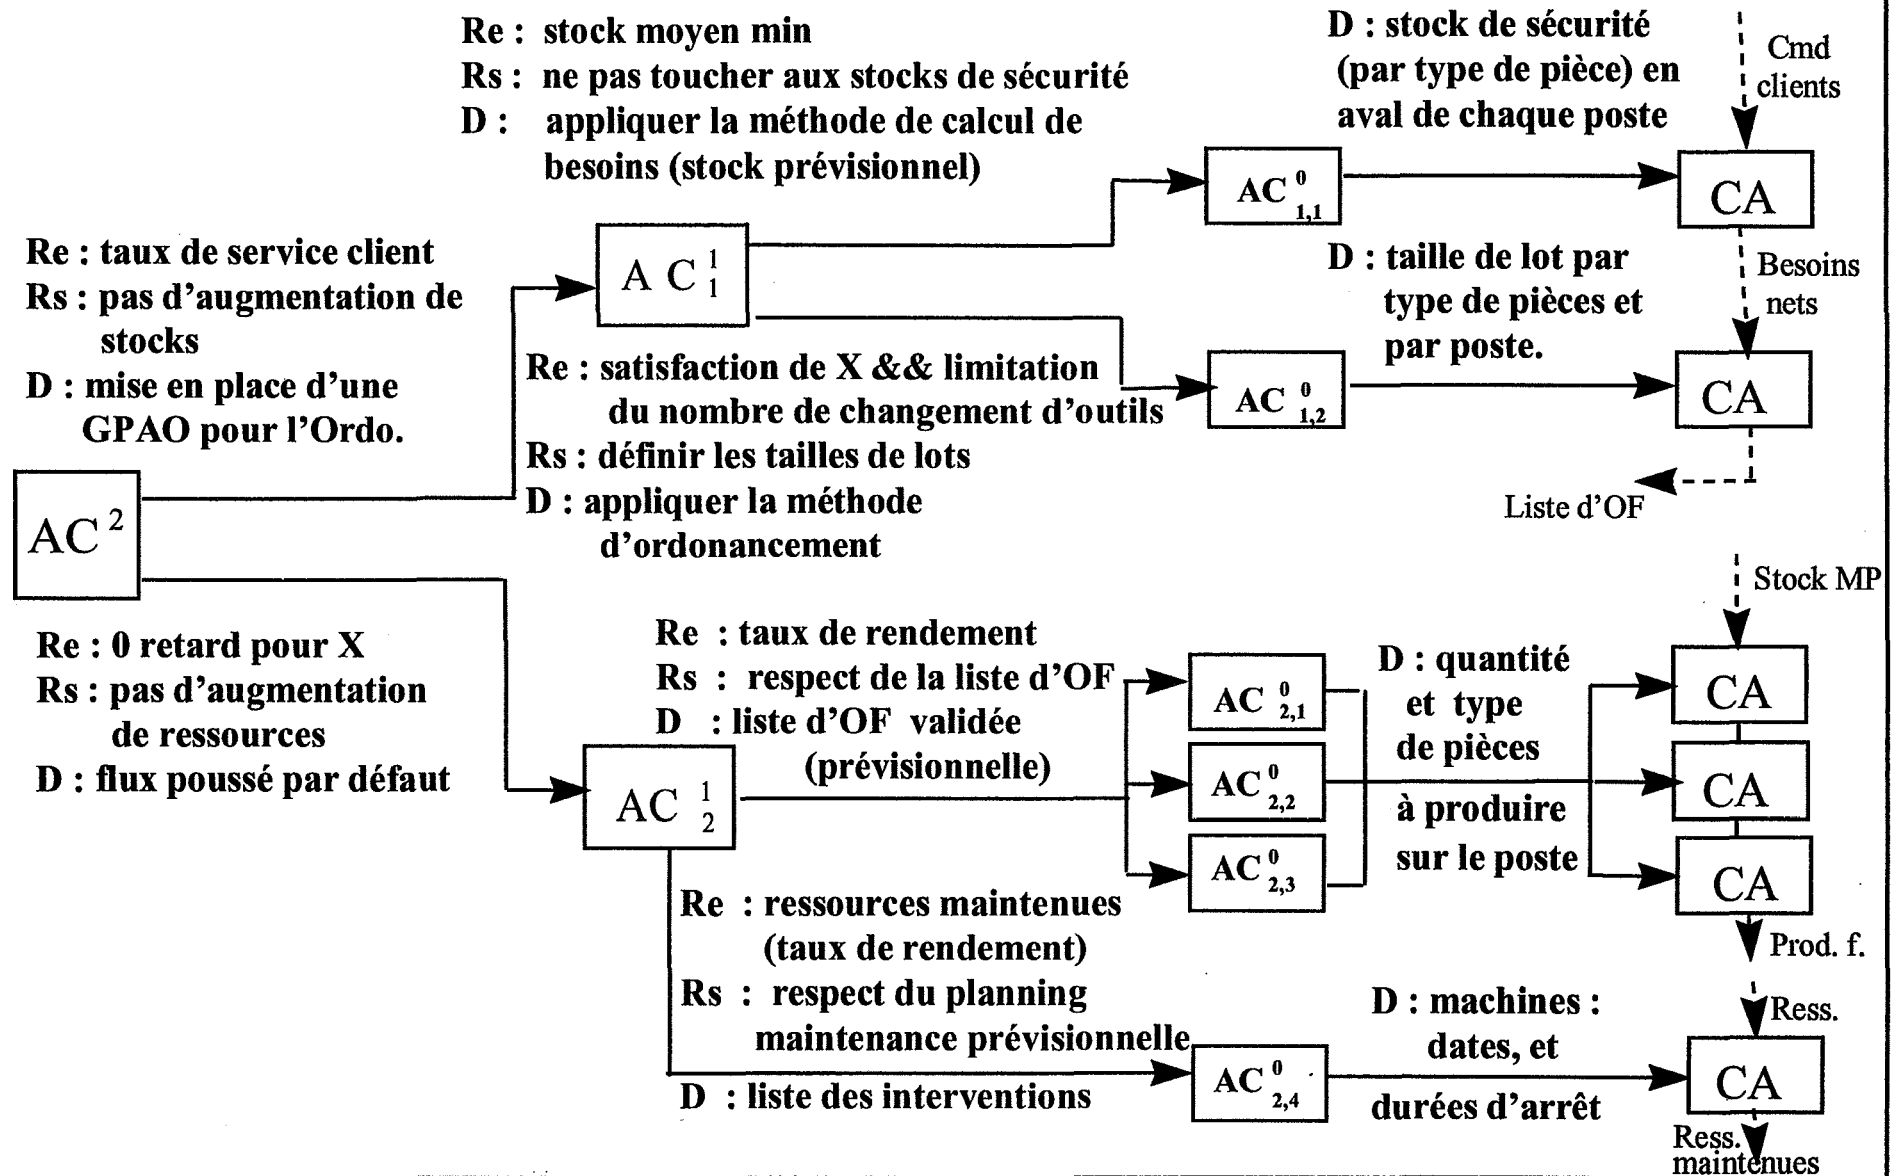 Re : stock moyen min
Rs : ne pas toucher aux stocks de sécurité
D : appliquer la méthode de calcul de
besoins (stock prévisionnel)
D : stock de sécurité
(par type de pièce) en
aval de chaque poste
Cmd
clients
AC 0 1,1
CA
Re : taux de service client
Rs : pas d'augmentation de
stocks
D : mise en place d'une
GPAO pour l'Ordo.
A C 1 1
D : taille de lot par
type de pièces et
par poste.
Besoins
nets
Re : satisfaction de X && limitation
du nombre de changement d'outils
Rs : définir les tailles de lots
D : appliquer la méthode
d'ordonancement
AC 0 1,2
CA
Liste d'OF
AC 2
Re : 0 retard pour X
Rs : pas d'augmentation
de ressources
D : flux poussé par défaut
Re : taux de rendement
Rs : respect de la liste d'OF
D : liste d'OF validée
(prévisionnelle)
AC 1 2
Stock MP
AC 0 2,1
AC 0 2,2
AC 0 2,3
D : quantité
et type
de pièces
à produire
sur le poste
CA
CA
CA
Prod. f.
Re : ressources maintenues
(taux de rendement)
Rs : respect du planning
maintenance prévisionnelle
D : liste des interventions
AC 0 2,4
D : machines :
dates, et
durées d'arrêt
Ress.
CA
Ress.
maintenues